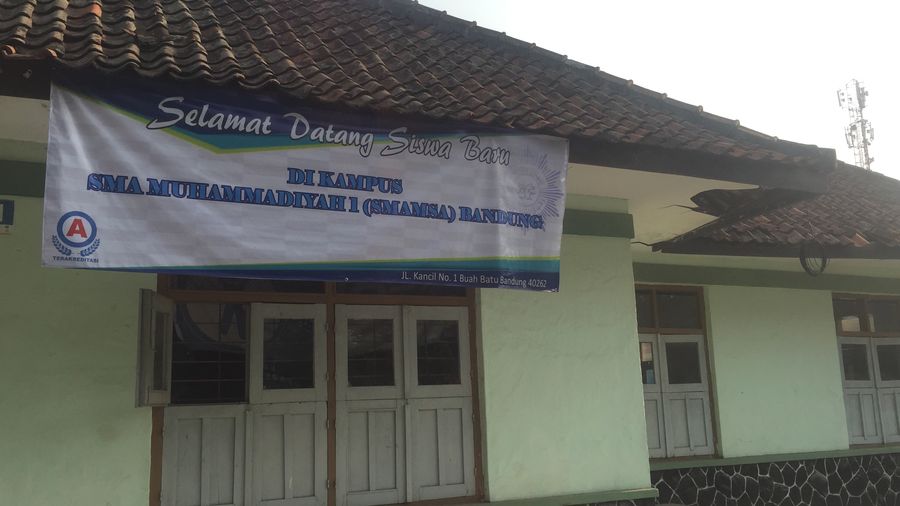 Selamat Datang Siswa Baru
DI KAMPUS
SMA MUHAMMADIYAH 1 (SMAMSA) BANDUNG
A
TERAKREDITASI
JL. Kancil No. 1 Buah Batu Bandung 40262